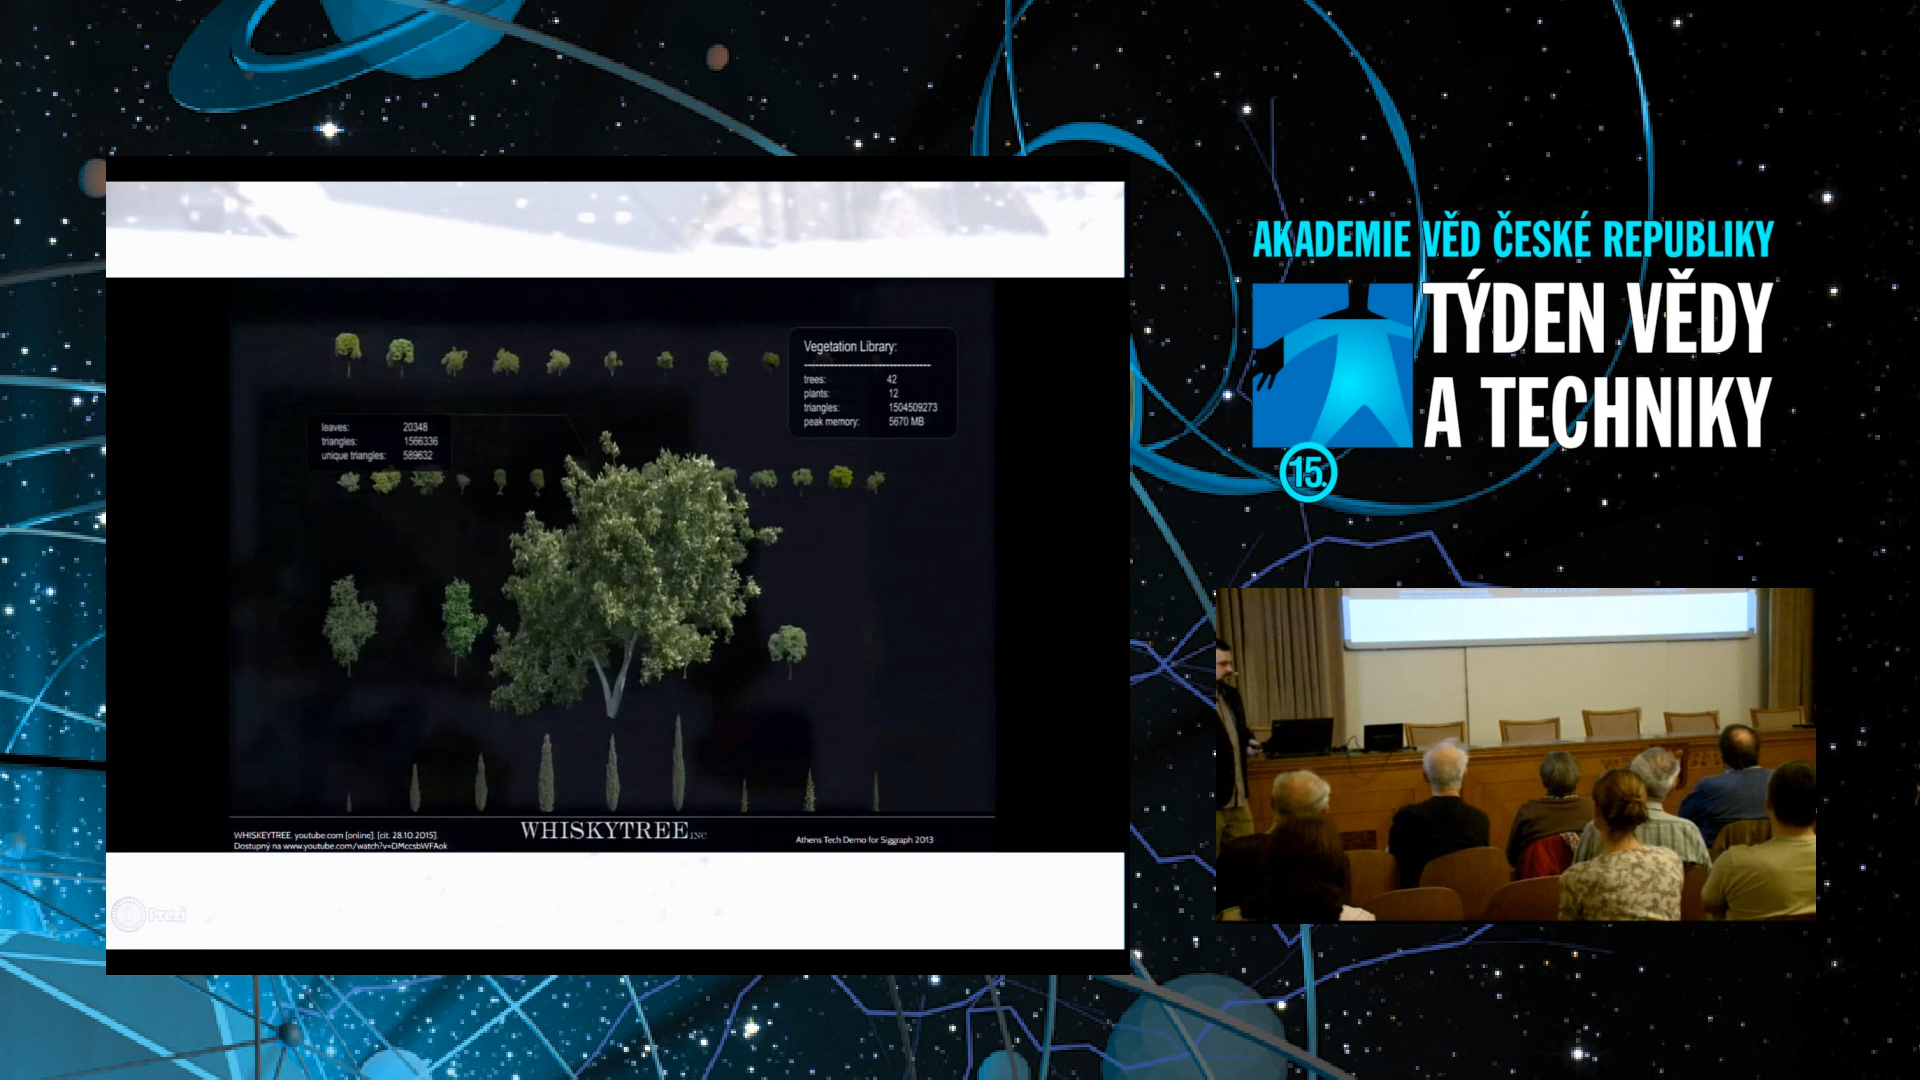 AKADEMIE VĚD ČESKÉ REPUBLIKY
TÝDEN VĚDY
A TECHNIKY
15.
Vegetation Library:
trees: 42
plants: 12
triangles: 1504509273
peak memory: 5670 MB
leaves: 20348
triangles: 1566336
unique triangles: 589632
WHISKEYTREE. youtube.com [online]. [cit. 28.10.2015].
Dostupný na www.youtube.com/watch?v=DMccsbWFAok
WHISKYTREE INC
Athens Tech Demo for Siggraph 2013
Prezi